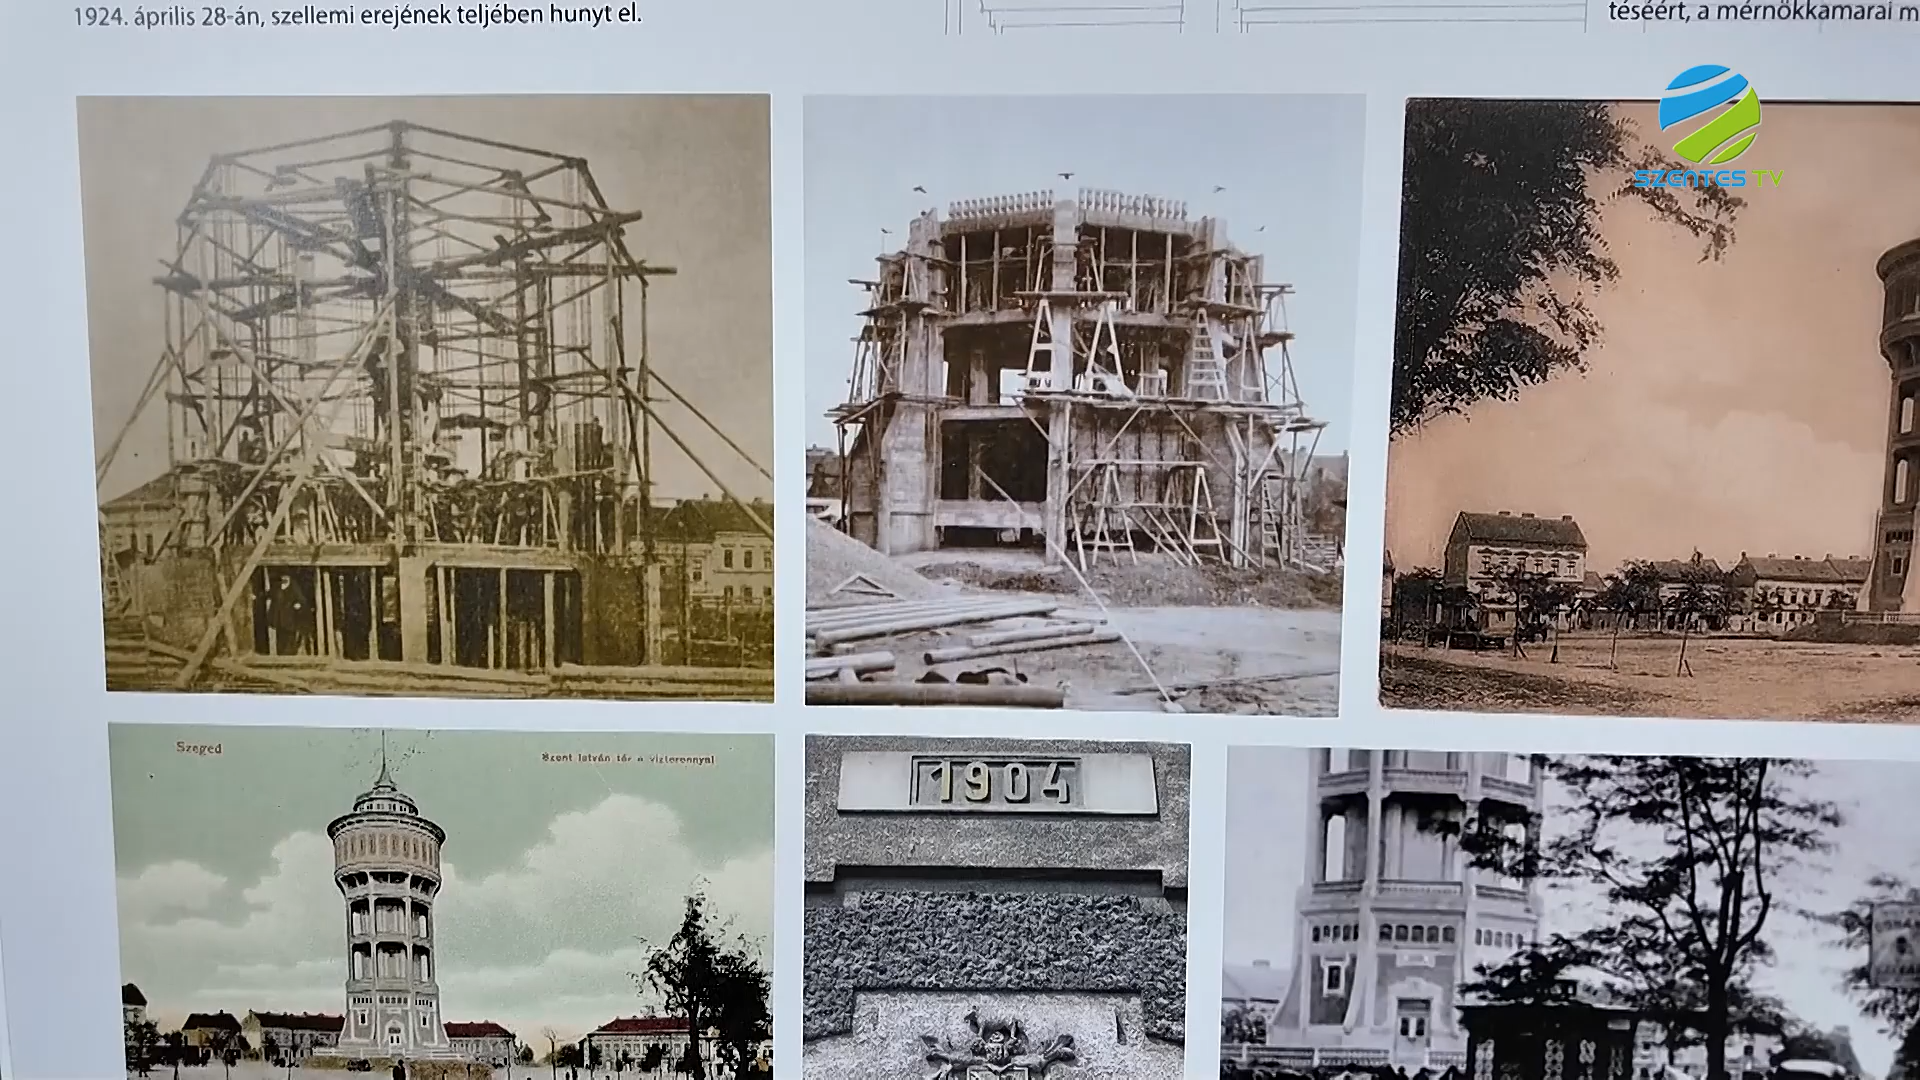 1924. április 28-án, szellemi erejének teljében hunyt el.
téséért, a mérnökkamarai m
SZENTES TV
Szeged
Szent István tér a víztoronnyal
1904